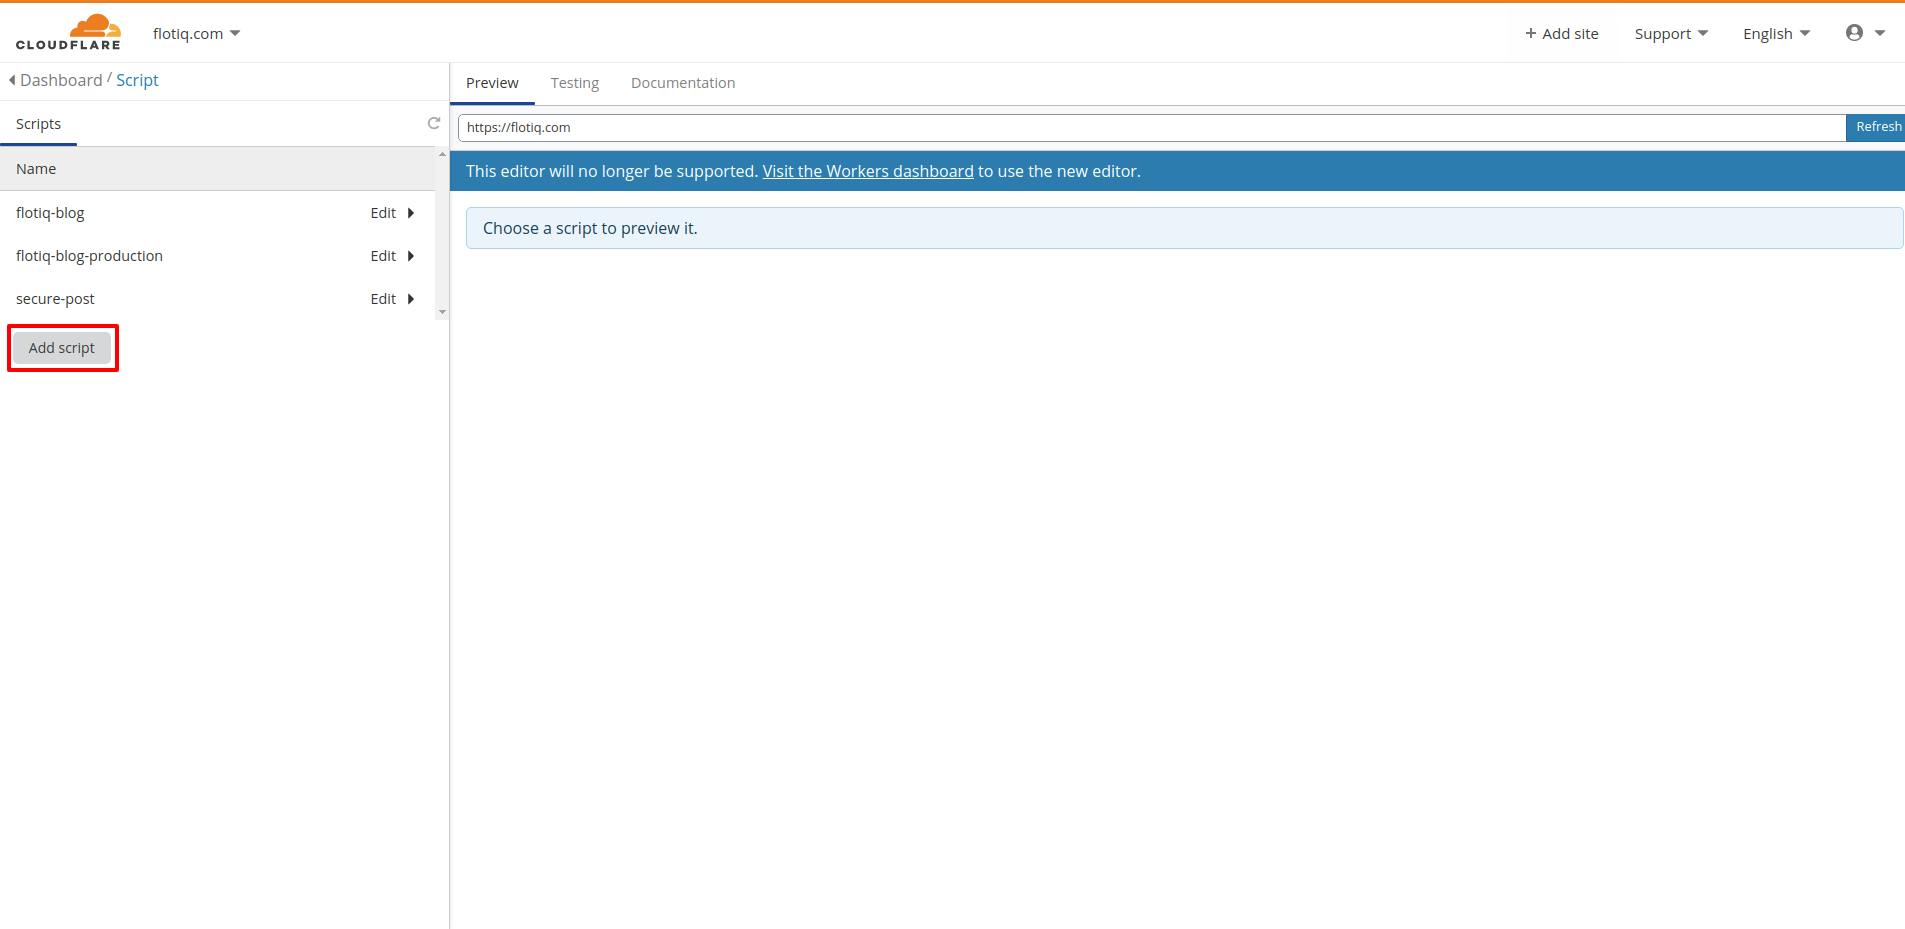 CLOUDFLARE
flotiq.com
+ Add site
Support
English
Dashboard / Script
Scripts
Name
flotiq-blog Edit
flotiq-blog-production Edit
secure-post Edit
Add script
Preview Testing Documentation
https://flotiq.com Refresh
This editor will no longer be supported. Visit the Workers dashboard to use the new editor.
Choose a script to preview it.